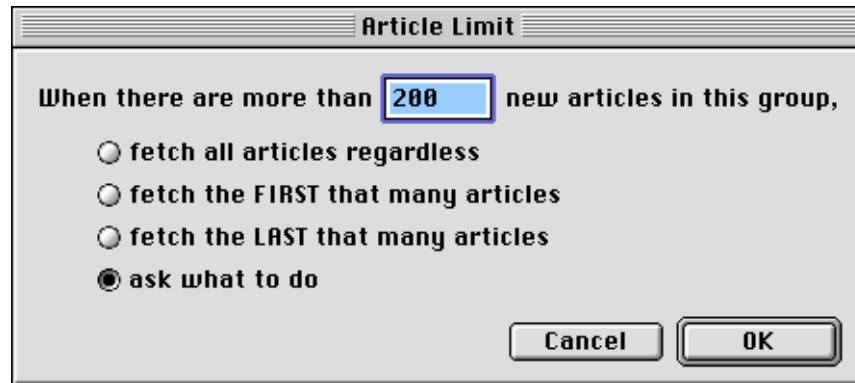 Article Limit
When there are more than 200 new articles in this group,
fetch all articles regardless
fetch the FIRST that many articles
fetch the LAST that many articles
ask what to do
Cancel OK